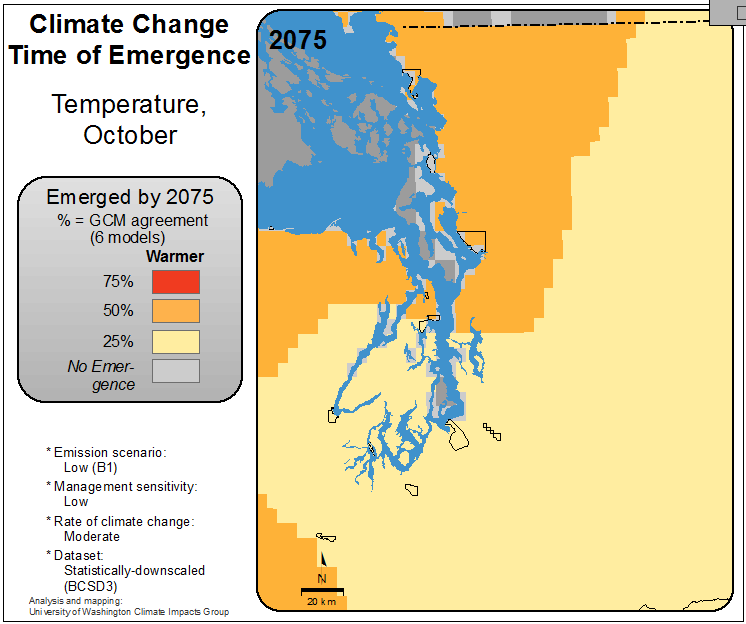 Climate Change
Time of Emergence
Temperature,
October
Emerged by 2075
% = GCM agreement
(6 models)
Warmer
75%
50%
25%
No Emer-
gence
* Emission scenario:
Low (B1)
* Management sensitivity:
Low
* Rate of climate change:
Moderate
* Dataset:
Statistically-downscaled
(BCSD3)
Analysis and mapping:
University of Washington Climate Impacts Group
2075
N
20 km